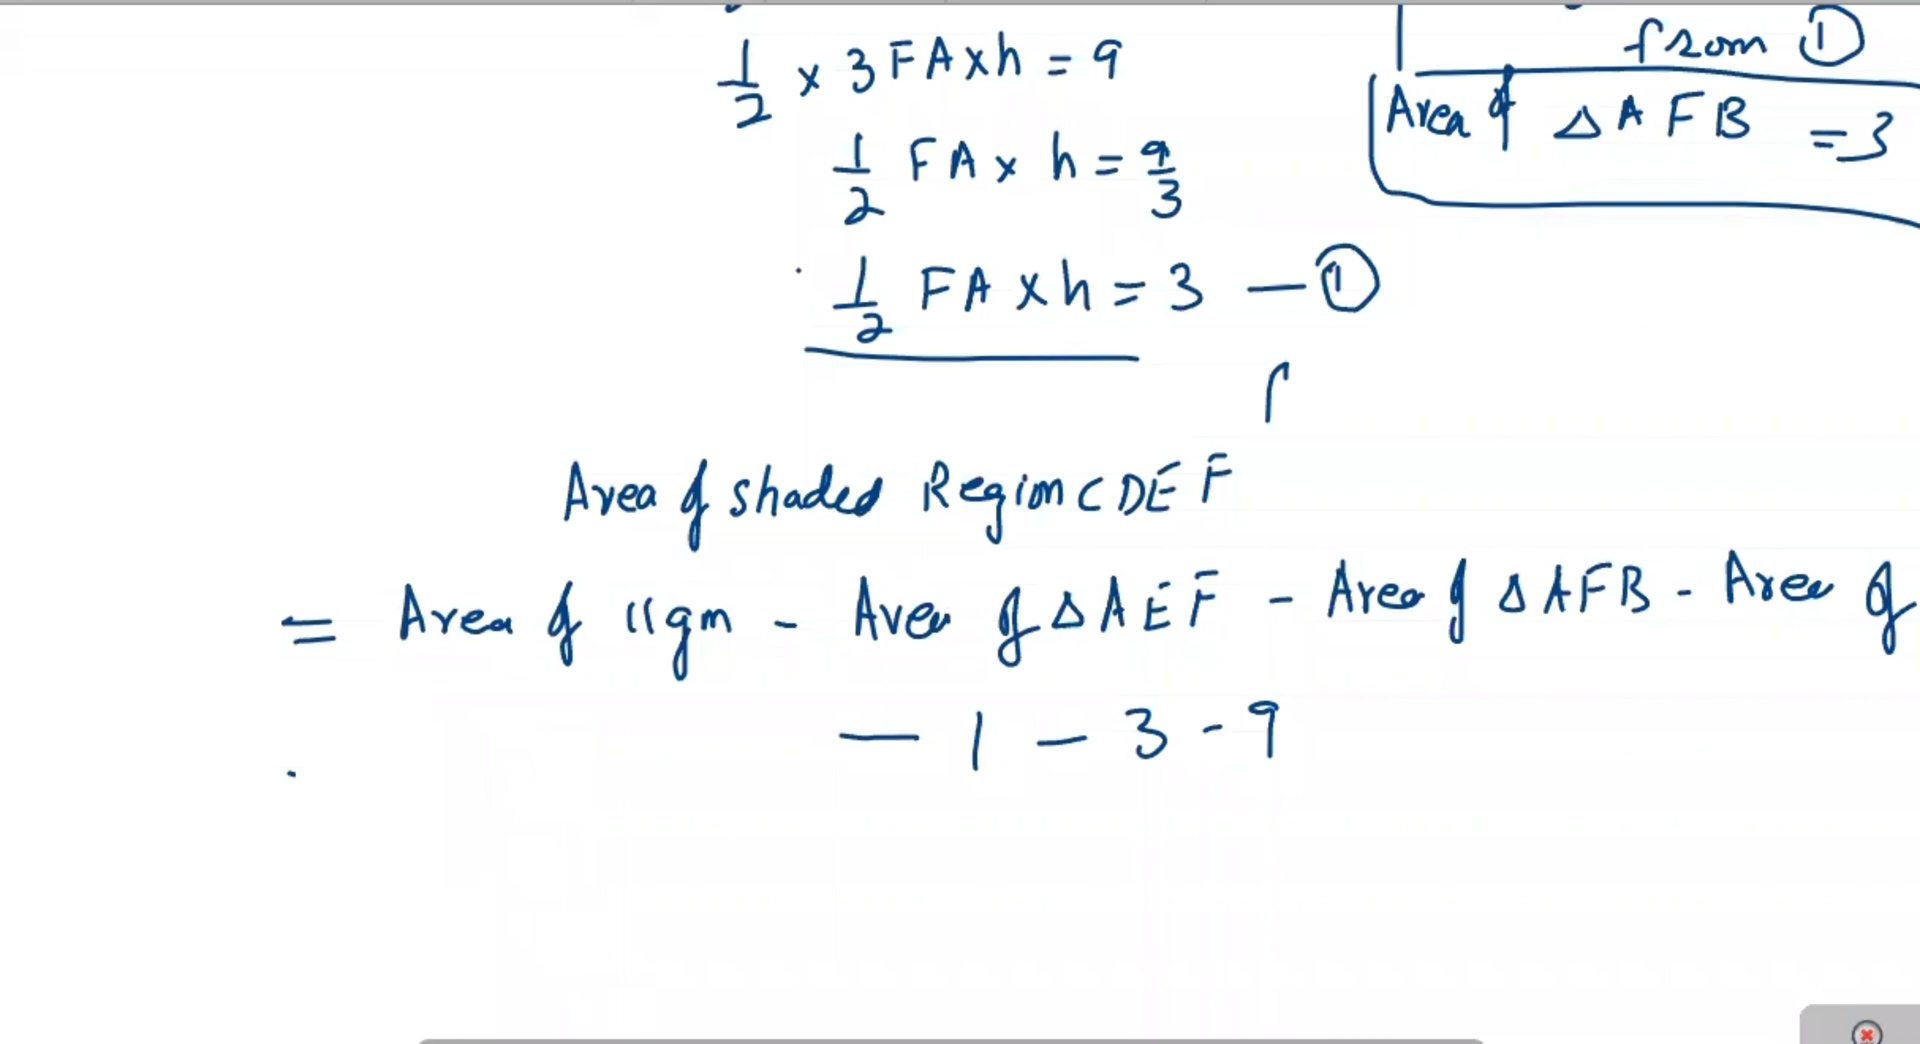 1/2 × 3 FA × h = 9
1/2 FA × h = 9/3
1/2 FA × h = 3 — ①
from ①
Area of △ AFB = 3
Area of shaded Region CDEF
= Area of ||gm - Area of △ AEF - Area of △ AFB - Area of
— 1 — 3 - 9